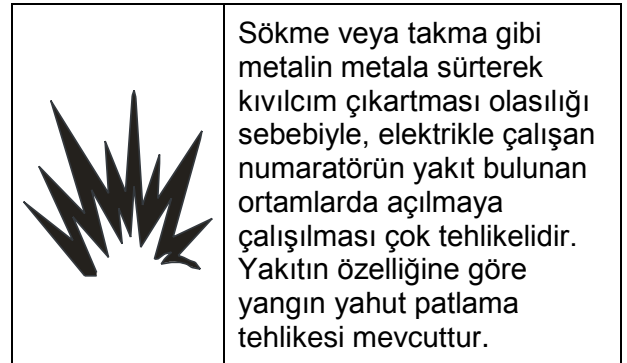 Sökme veya takma gibi
metalin metala sürterek
kıvılcım çıkartması olasılığı
sebebiyle, elektrikle çalışan
numaratörün yakıt bulunan
ortamlarda açılmaya
çalışılması çok tehlikelidir.
Yakıtın özelliğine göre
yangın yahut patlama
tehlikesi mevcuttur.